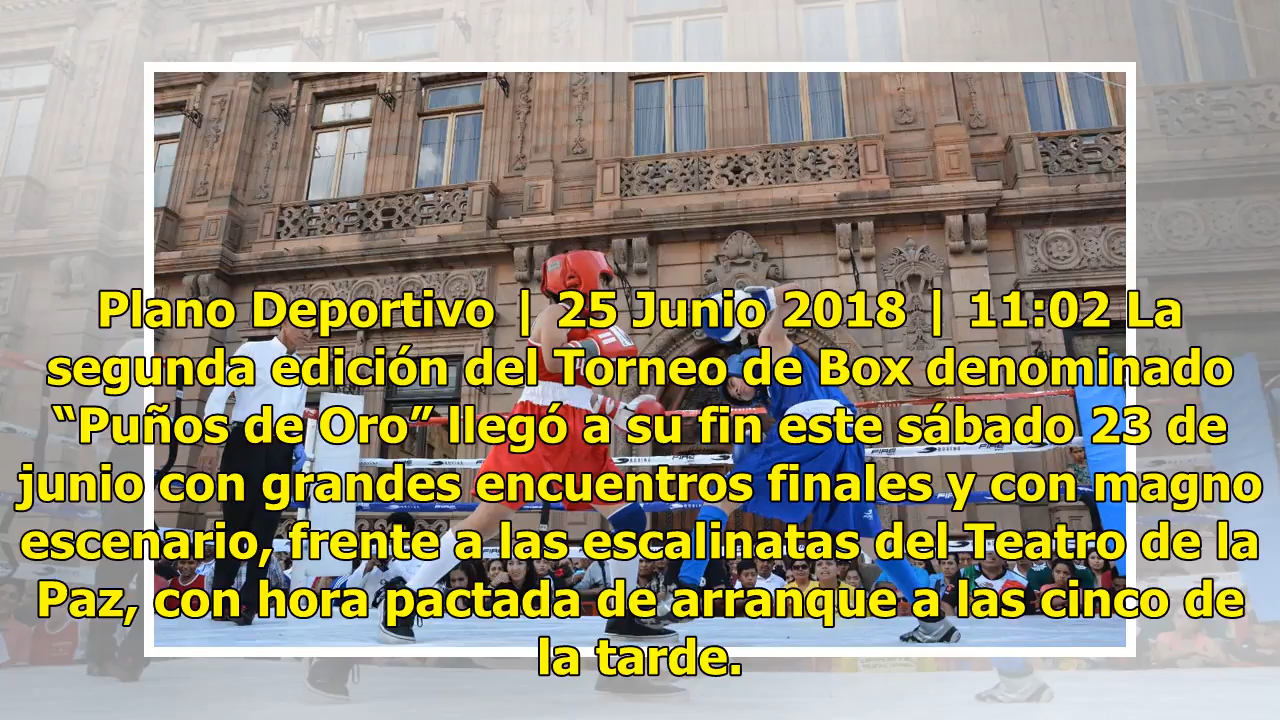 Plano Deportivo | 25 Junio 2018 | 11:02 La
segunda edición del Torneo de Box denominado
“Puños de Oro” llegó a su fin este sábado 23 de
junio con grandes encuentros finales y con magno
escenario, frente a las escalinatas del Teatro de la
Paz, con hora pactada de arranque a las cinco de
la tarde.